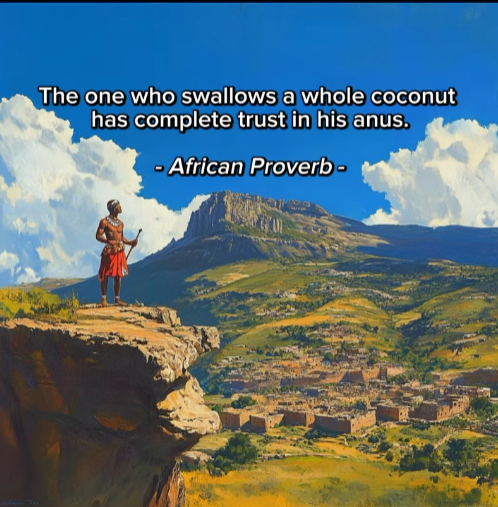 The one who swallows a whole coconut
has complete trust in his anus.
- African Proverb -